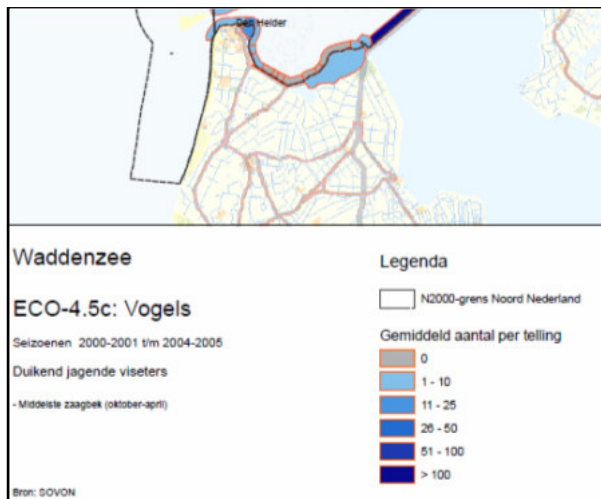 Den Helder
Waddenzee
ECO-4.5c: Vogels
Seizoenen 2000-2001 t/m 2004-2005
Duikend jagende viseters
- Middelste zaagbek (oktober-april)
Bron: SOVON
Legenda
N2000-grens Noord Nederland
Gemiddeld aantal per telling
0
1 - 10
11 - 25
26 - 50
51 - 100
> 100